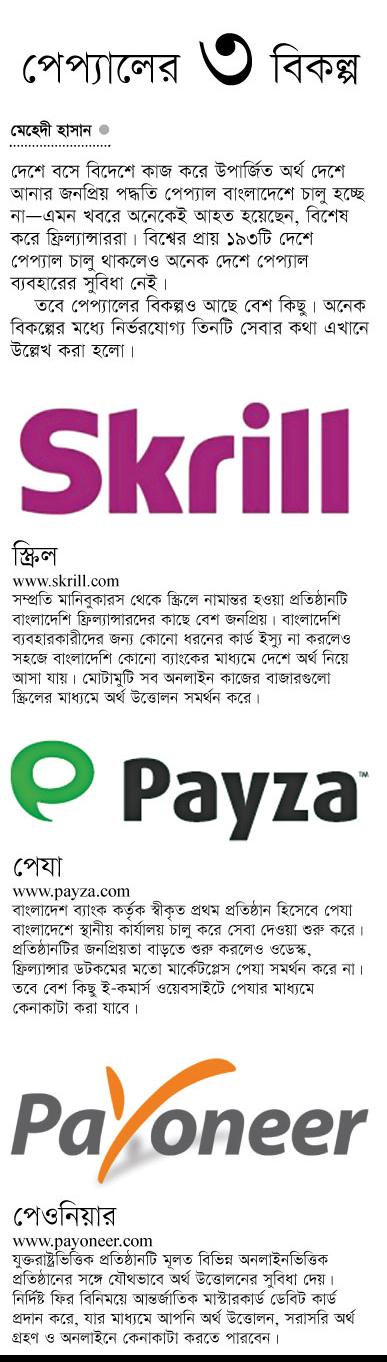 পেপ্যালের ৩ বিকল্প
মেহেদী হাসান
দেশে বসে বিদেশে কাজ করে উপার্জিত অর্থ দেশে
আনার জনপ্রিয় পদ্ধতি পেপ্যাল বাংলাদেশে চালু হচ্ছে
না—এমন খবরে অনেকেই আহত হয়েছেন, বিশেষ
করে ফ্রিল্যান্সাররা। বিশ্বের প্রায় ১৯৩টি দেশে
পেপ্যাল চালু থাকলেও অনেক দেশে পেপ্যাল
ব্যবহারের সুবিধা নেই।
তবে পেপ্যালের বিকল্পও আছে বেশ কিছু। অনেক
বিকল্পের মধ্যে নির্ভরযোগ্য তিনটি সেবার কথা এখানে
উল্লেখ করা হলো।
Skrill
স্ক্রিল
www.skrill.com
সম্প্রতি মানিবুকারস থেকে স্ক্রিলে নামান্তর হওয়া প্রতিষ্ঠানটি
বাংলাদেশি ফ্রিল্যান্সারদের কাছে বেশ জনপ্রিয়। বাংলাদেশি
ব্যবহারকারীদের জন্য কোনো ধরনের কার্ড ইস্যু না করলেও
সহজে বাংলাদেশি কোনো ব্যাংকের মাধ্যমে দেশে অর্থ নিয়ে
আসা যায়। মোটামুটি সব অনলাইন কাজের বাজারগুলো
স্ক্রিলের মাধ্যমে অর্থ উত্তোলন সমর্থন করে।
Payza™
পেযা
www.payza.com
বাংলাদেশ ব্যাংক কর্তৃক স্বীকৃত প্রথম প্রতিষ্ঠান হিসেবে পেযা
বাংলাদেশে স্থানীয় কার্যালয় চালু করে সেবা দেওয়া শুরু করে।
প্রতিষ্ঠানটির জনপ্রিয়তা বাড়তে শুরু করলেও ওডেস্ক,
ফ্রিল্যান্সার ডটকমের মতো মার্কেটপ্লেস পেযা সমর্থন করে না।
তবে বেশ কিছু ই-কমার্স ওয়েবসাইটে পেযার মাধ্যমে
কেনাকাটা করা যাবে।
Payoneer
পেওনিয়ার
www.payoneer.com
যুক্তরাষ্ট্রভিত্তিক প্রতিষ্ঠানটি মূলত বিভিন্ন অনলাইনভিত্তিক
প্রতিষ্ঠানের সঙ্গে যৌথভাবে অর্থ উত্তোলনের সুবিধা দেয়।
নির্দিষ্ট ফির বিনিময়ে আন্তর্জাতিক মাস্টারকার্ড ডেবিট কার্ড
প্রদান করে, যার মাধ্যমে আপনি অর্থ উত্তোলন, সরাসরি অর্থ
গ্রহণ ও অনলাইনে কেনাকাটা করতে পারবেন।